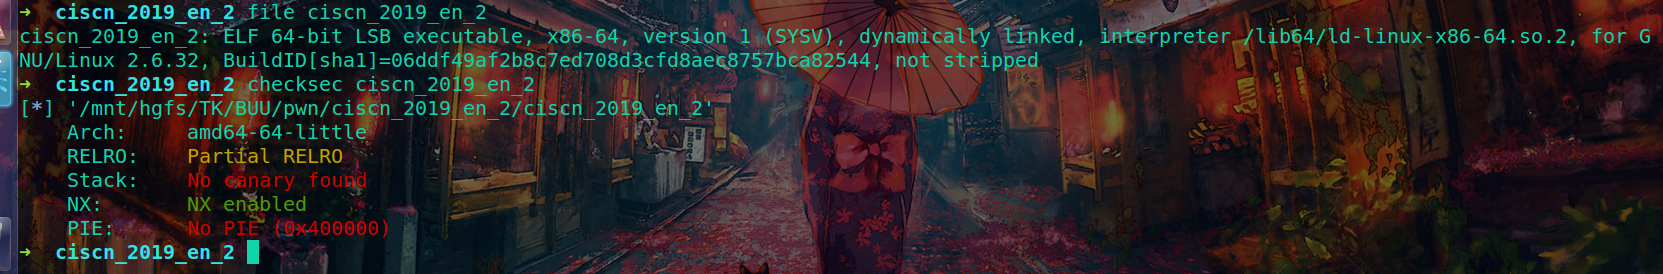 →  ciscn_2019_en_2 file ciscn_2019_en_2
ciscn_2019_en_2: ELF 64-bit LSB executable, x86-64, version 1 (SYSV), dynamically linked, interpreter /lib64/ld-linux-x86-64.so.2, for G
NU/Linux 2.6.32, BuildID[sha1]=06ddf49af2b8c7ed708d3cfd8aec8757bca82544, not stripped
→  ciscn_2019_en_2 checksec ciscn_2019_en_2
[*] '/mnt/hgfs/TK/BUU/pwn/ciscn_2019_en_2/ciscn_2019_en_2'
    Arch:     amd64-64-little
    RELRO:    Partial RELRO
    Stack:    No canary found
    NX:       NX enabled
    PIE:      No PIE (0x400000)
→  ciscn_2019_en_2